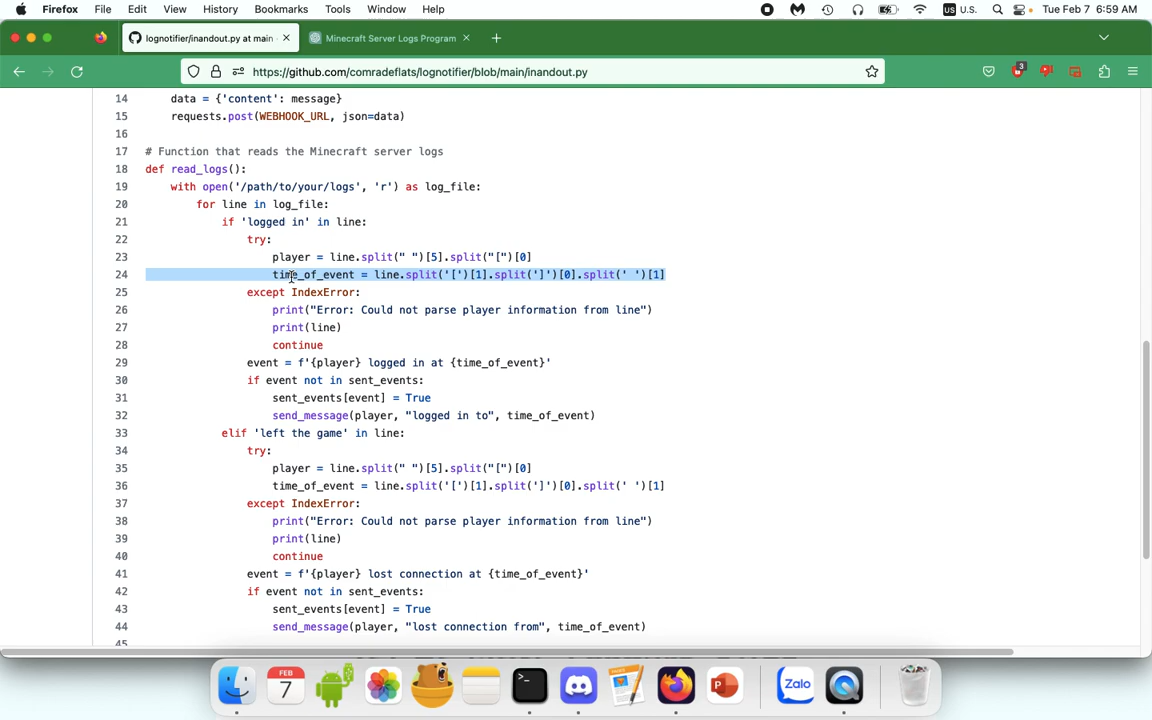 Firefox File Edit View History Bookmarks Tools Window Help US U.S. Tue Feb 7 6:59 AM
lognotifier/inandout.py at main Minecraft Server Logs Program
https://github.com/comradeflats/lognotifier/blob/main/inandout.py 3
14 data = {'content': message}
15 requests.post(WEBHOOK_URL, json=data)
16
17 # Function that reads the Minecraft server logs
18 def read_logs():
19 with open('/path/to/your/logs', 'r') as log_file:
20 for line in log_file:
21 if 'logged in' in line:
22 try:
23 player = line.split(" ")[5].split("[")[0]
24 time_of_event = line.split('[')[1].split(']')[0].split(' ')[1]
25 except IndexError:
26 print("Error: Could not parse player information from line")
27 print(line)
28 continue
29 event = f'{player} logged in at {time_of_event}'
30 if event not in sent_events:
31 sent_events[event] = True
32 send_message(player, "logged in to", time_of_event)
33 elif 'left the game' in line:
34 try:
35 player = line.split(" ")[5].split("[")[0]
36 time_of_event = line.split('[')[1].split(']')[0].split(' ')[1]
37 except IndexError:
38 print("Error: Could not parse player information from line")
39 print(line)
40 continue
41 event = f'{player} lost connection at {time_of_event}'
42 if event not in sent_events:
43 sent_events[event] = True
44 send_message(player, "lost connection from", time_of_event)
45
FEB
7
Zalo